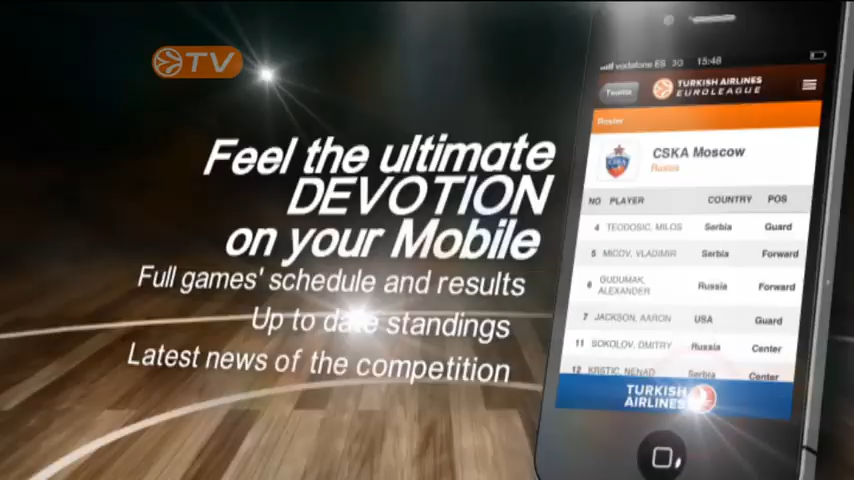 TV
Feel the ultimate
DEVOTION
on your Mobile
Full games' schedule and results
Up to date standings
Latest news of the competition
vodafone ES 3G 15:48
Teams
TURKISH AIRLINES
EUROLEAGUE
Roster
CSKA Moscow
Russia
NO PLAYER COUNTRY POS
4 TEODOSIC, MILOS Serbia Guard
5 MICOV, VLADIMIR Serbia Forward
6 GUDUMAK, ALEXANDER Russia Forward
7 JACKSON, AARON USA Guard
11 SOKOLOV, DMITRY Russia Center
12 KRSTIC, NENAD Serbia Center
TURKISH
AIRLINES